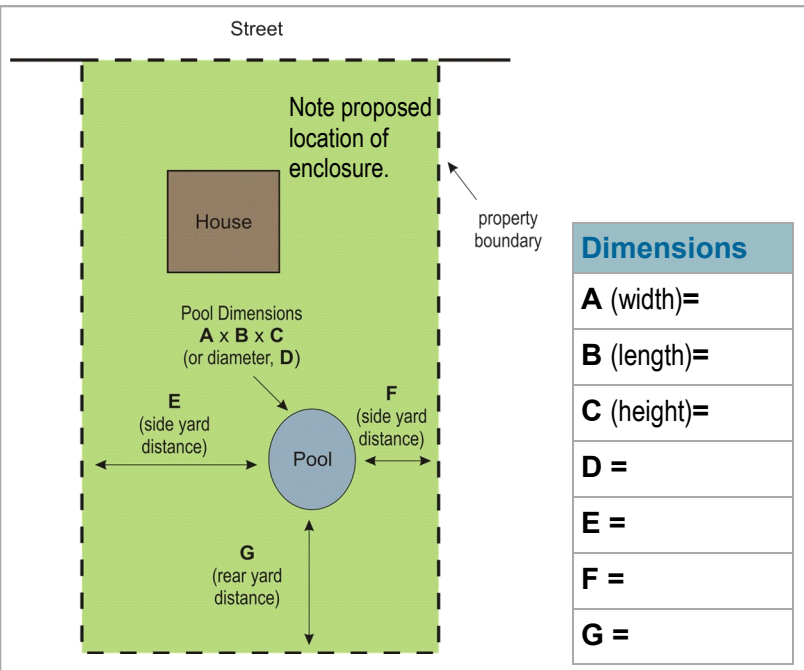 Street
Note proposed
location of
enclosure.
House
property
boundary
Pool Dimensions
A x B x C
(or diameter, D)
E
(side yard
distance)
F
(side yard
distance)
Pool
G
(rear yard
distance)
Dimensions
A (width)=
B (length)=
C (height)=
D =
E =
F =
G =